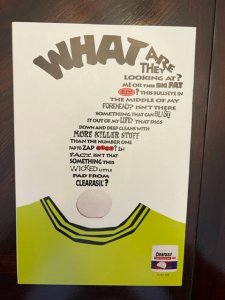 WHAT ARE
THEY
LOOKING AT?
ME OR THIS BIG FAT
ZIT? THIS BULLSEYE IN
THE MIDDLE OF MY
FOREHEAD? ISN'T THERE
SOMETHING THAT CAN BLAST
IT OUT OF MY LIFE? THAT DIGS
DOWN AND DEEP CLEANS WITH
MORE KILLER STUFF
THAN THE NUMBER ONE
PAD TO ZAP ZITS? IN
FACT, ISN'T THAT
SOMETHING THIS
WICKED LITTLE
PAD FROM
CLEARASIL?
Clearasil